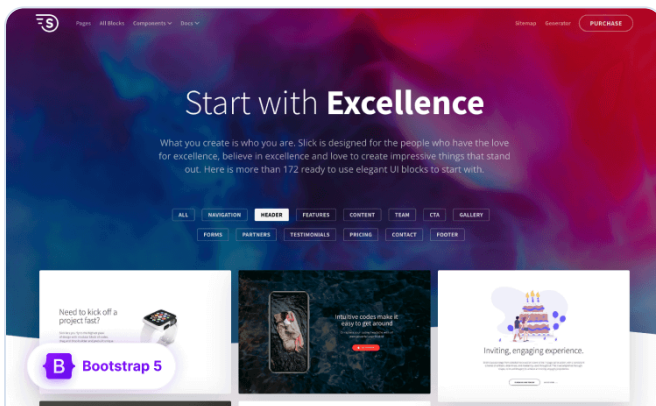 S
Pages All Blocks Components Docs
Sitemap Generator PURCHASE
Start with Excellence
What you create is who you are. Slick is designed for the people who have the love
for excellence, believe in excellence and love to create impressive things that stand
out. Here is more than 172 ready to use elegant UI blocks to start with.
ALL NAVIGATION HEADER FEATURES CONTENT TEAM CTA GALLERY
FORMS PARTNERS TESTIMONIALS PRICING CONTACT FOOTER
Need to kick off a
project fast?
Intuitive codes make it
easy to get around
Inviting, engaging experience.
B Bootstrap 5